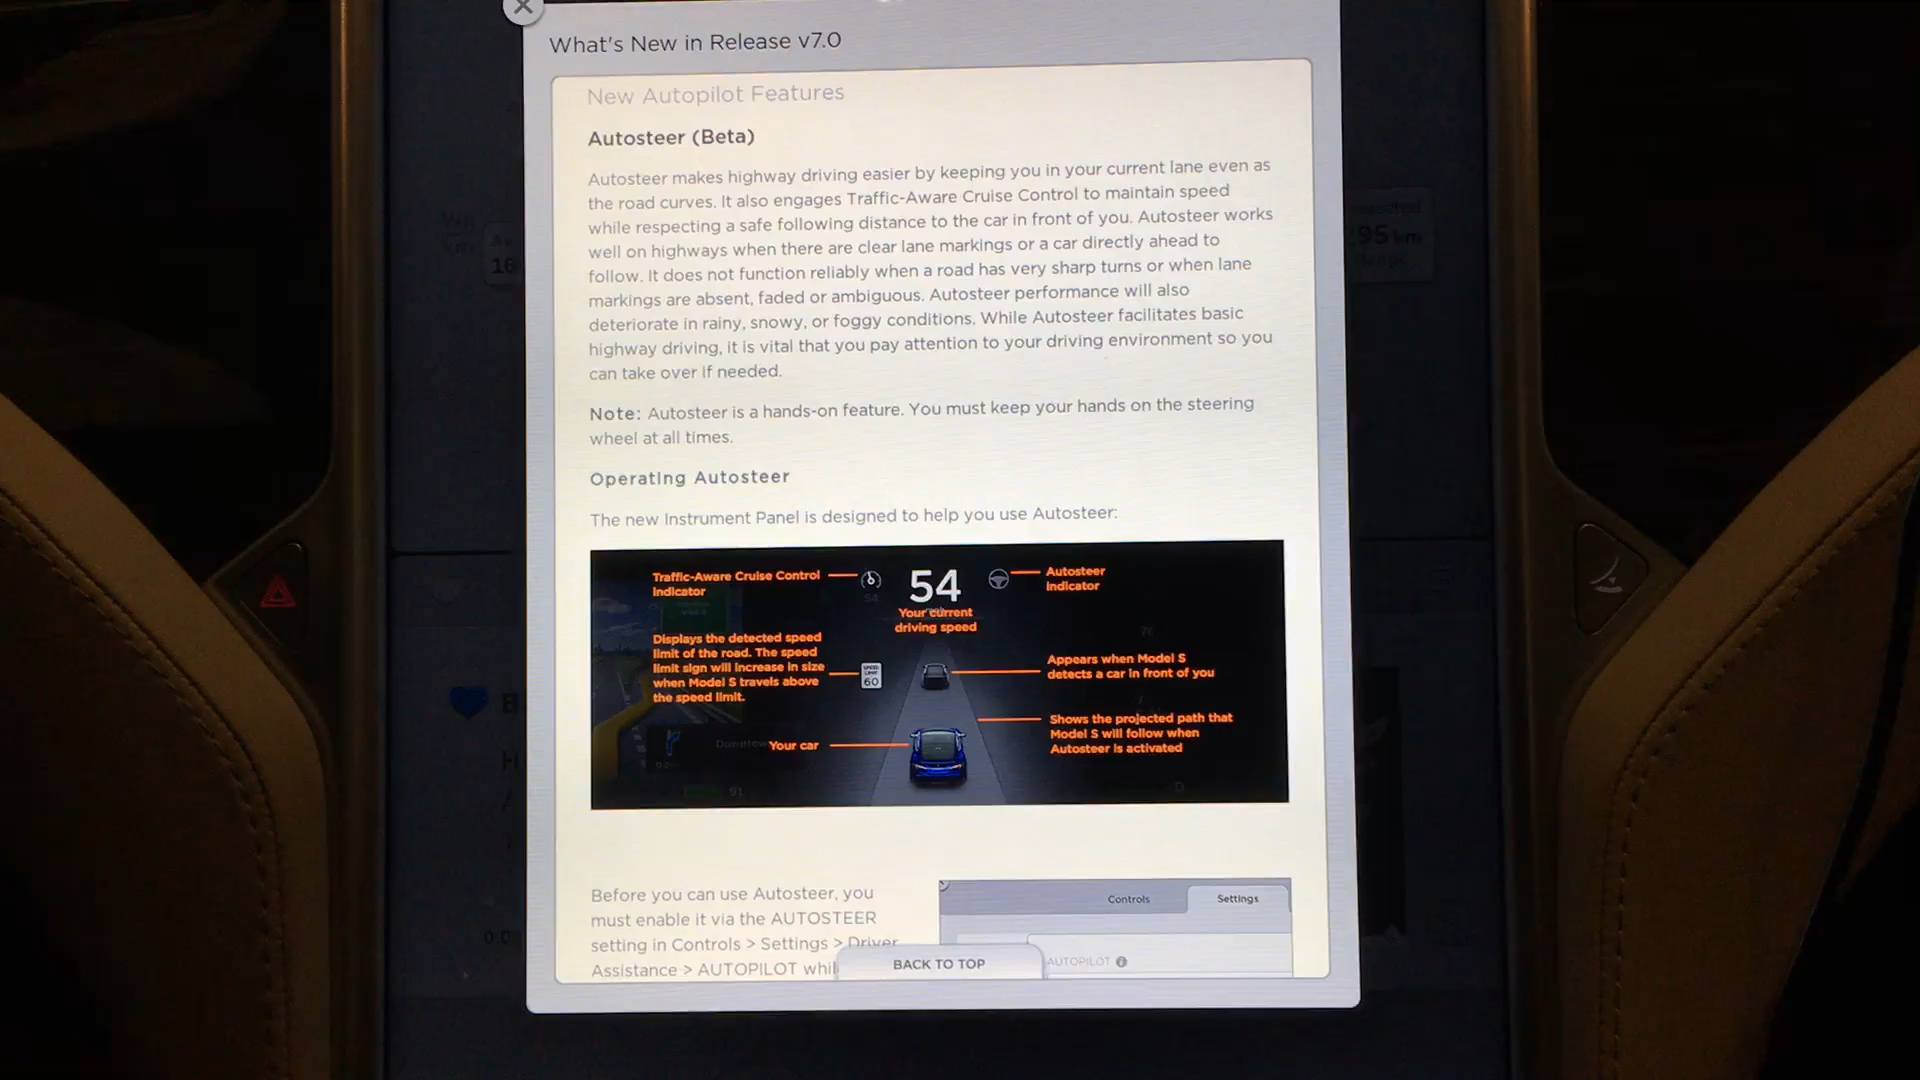 What's New in Release v7.0
New Autopilot Features
Autosteer (Beta)
Autosteer makes highway driving easier by keeping you in your current lane even as
the road curves. It also engages Traffic-Aware Cruise Control to maintain speed
while respecting a safe following distance to the car in front of you. Autosteer works
well on highways when there are clear lane markings or a car directly ahead to
follow. It does not function reliably when a road has very sharp turns or when lane
markings are absent, faded or ambiguous. Autosteer performance will also
deteriorate in rainy, snowy, or foggy conditions. While Autosteer facilitates basic
highway driving, it is vital that you pay attention to your driving environment so you
can take over if needed.
Note: Autosteer is a hands-on feature. You must keep your hands on the steering
wheel at all times.
Operating Autosteer
The new Instrument Panel is designed to help you use Autosteer:
Traffic-Aware Cruise Control
Indicator
54
54
Your current
driving speed
Autosteer
Indicator
Displays the detected speed
limit of the road. The speed
limit sign will increase in size
when Model S travels above
the speed limit.
SPEED
LIMIT
60
Appears when Model S
detects a car in front of you
Shows the projected path that
Model S will follow when
Autosteer is activated
Your car
91
D
Before you can use Autosteer, you
must enable it via the AUTOSTEER
setting in Controls > Settings > Driver
Assistance > AUTOPILOT whil
Controls
Settings
AUTOPILOT
BACK TO TOP